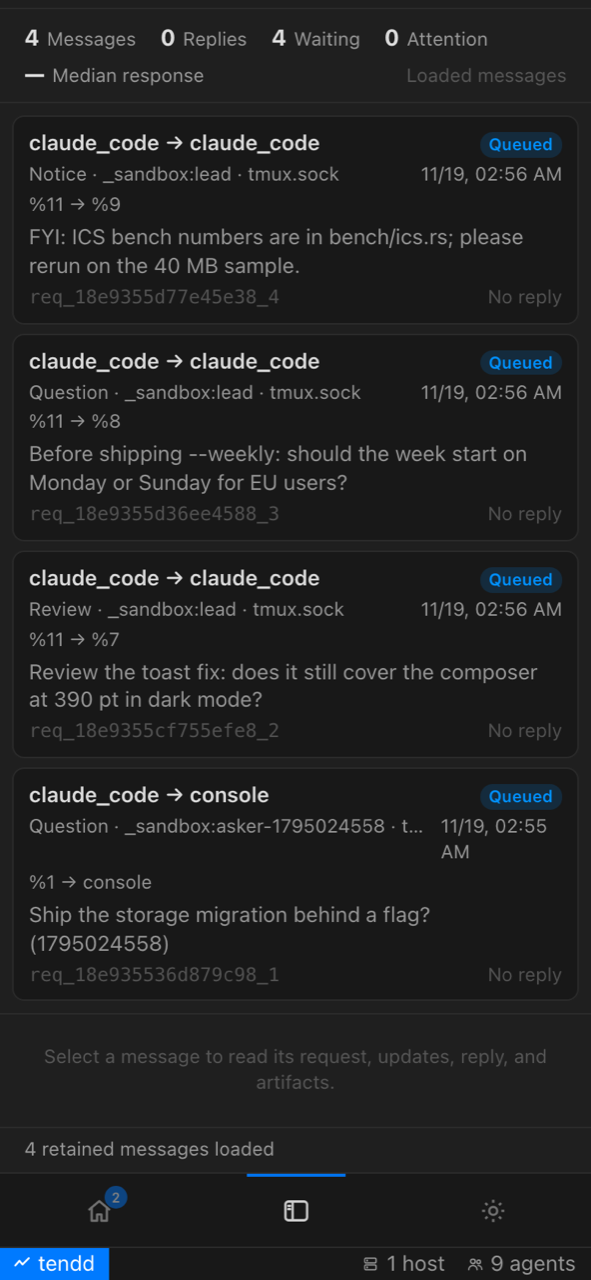 4 Messages 0 Replies 4 Waiting 0 Attention
— Median response Loaded messages
claude_code → claude_code Queued
Notice · _sandbox:lead · tmux.sock 11/19, 02:56 AM
%11 → %9
FYI: ICS bench numbers are in bench/ics.rs; please
rerun on the 40 MB sample.
req_18e9355d77e45e38_4 No reply
claude_code → claude_code Queued
Question · _sandbox:lead · tmux.sock 11/19, 02:56 AM
%11 → %8
Before shipping --weekly: should the week start on
Monday or Sunday for EU users?
req_18e9355d36ee4588_3 No reply
claude_code → claude_code Queued
Review · _sandbox:lead · tmux.sock 11/19, 02:56 AM
%11 → %7
Review the toast fix: does it still cover the composer
at 390 pt in dark mode?
req_18e9355cf755efe8_2 No reply
claude_code → console Queued
Question · _sandbox:asker-1795024558 · t... 11/19, 02:55
AM
%1 → console
Ship the storage migration behind a flag?
(1795024558)
req_18e935536d879c98_1 No reply
Select a message to read its request, updates, reply, and
artifacts.
4 retained messages loaded
2
tendd 1 host 9 agents